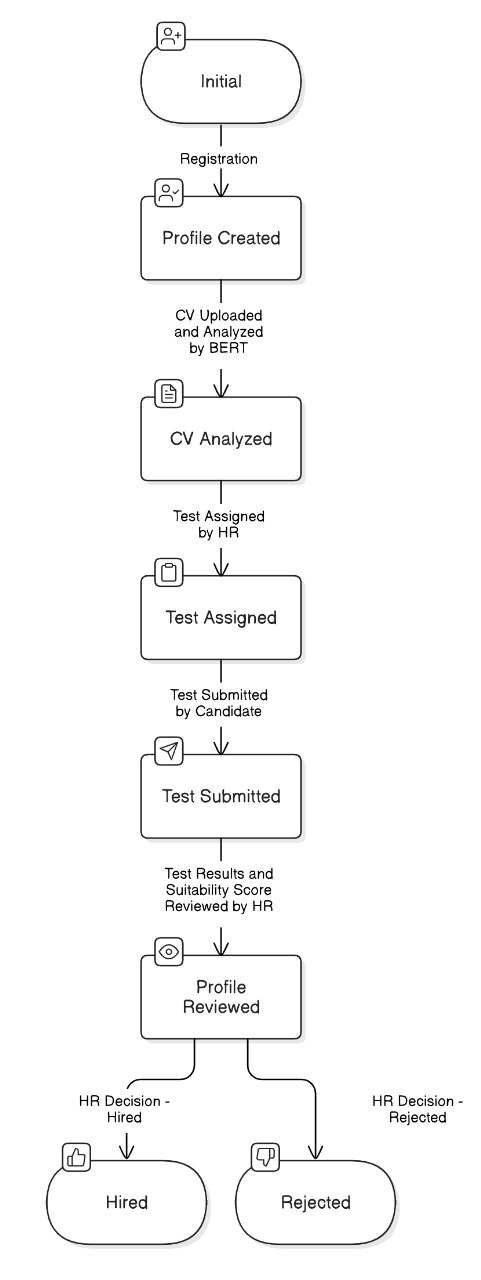 Initial
Registration
Profile Created
CV Uploaded
and Analyzed
by BERT
CV Analyzed
Test Assigned
by HR
Test Assigned
Test Submitted
by Candidate
Test Submitted
Test Results and
Suitability Score
Reviewed by HR
Profile
Reviewed
HR Decision -
Hired
HR Decision -
Rejected
Hired
Rejected